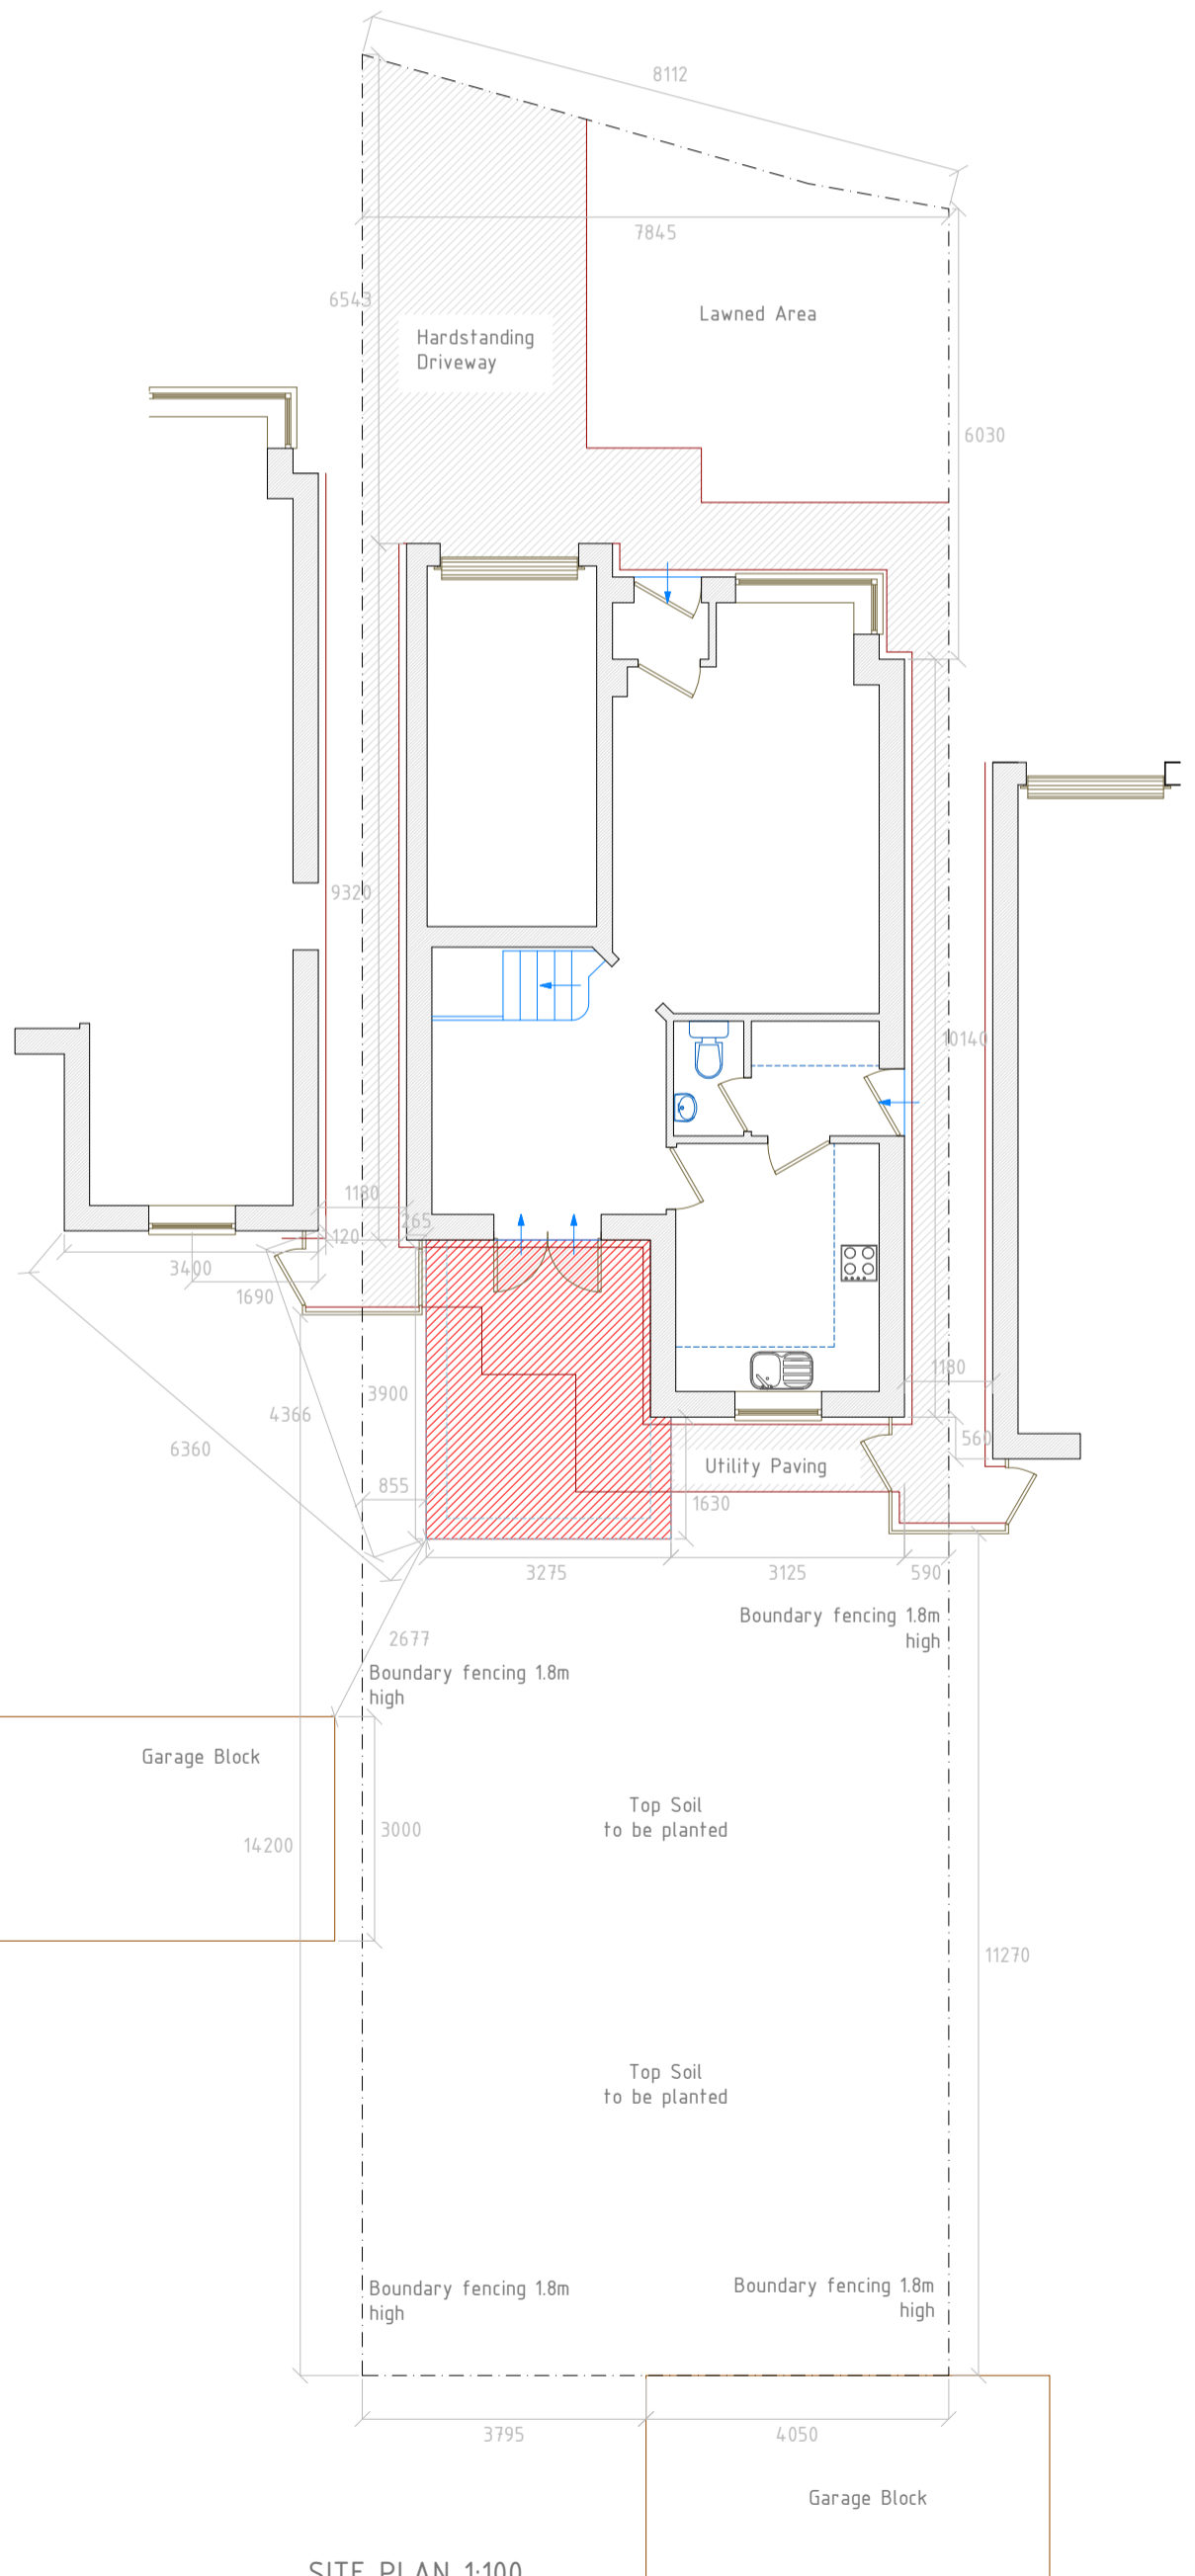 8112
7845
6543
Lawned Area
Hardstanding
Driveway
6030
9320
10140
1180
265
120
3400
1690
1180
3900
4366
560
6360
Utility Paving
855
1630
3275
3125
590
Boundary fencing 1.8m
high
2677
Boundary fencing 1.8m
high
Garage Block
Top Soil
to be planted
3000
14200
11270
Top Soil
to be planted
Boundary fencing 1.8m
high
Boundary fencing 1.8m
high
3795
4050
Garage Block
SITE PLAN 1:100